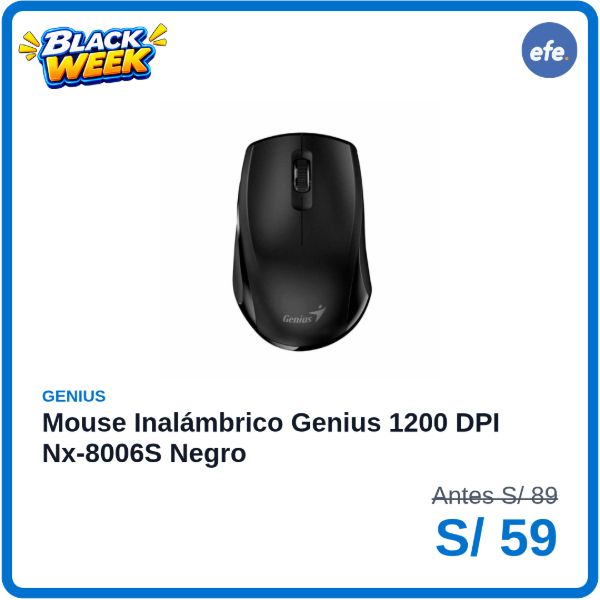 BLACK
WEEK
efe.
Genius
GENIUS
Mouse Inalámbrico Genius 1200 DPI
Nx-8006S Negro
Antes S/ 89
S/ 59